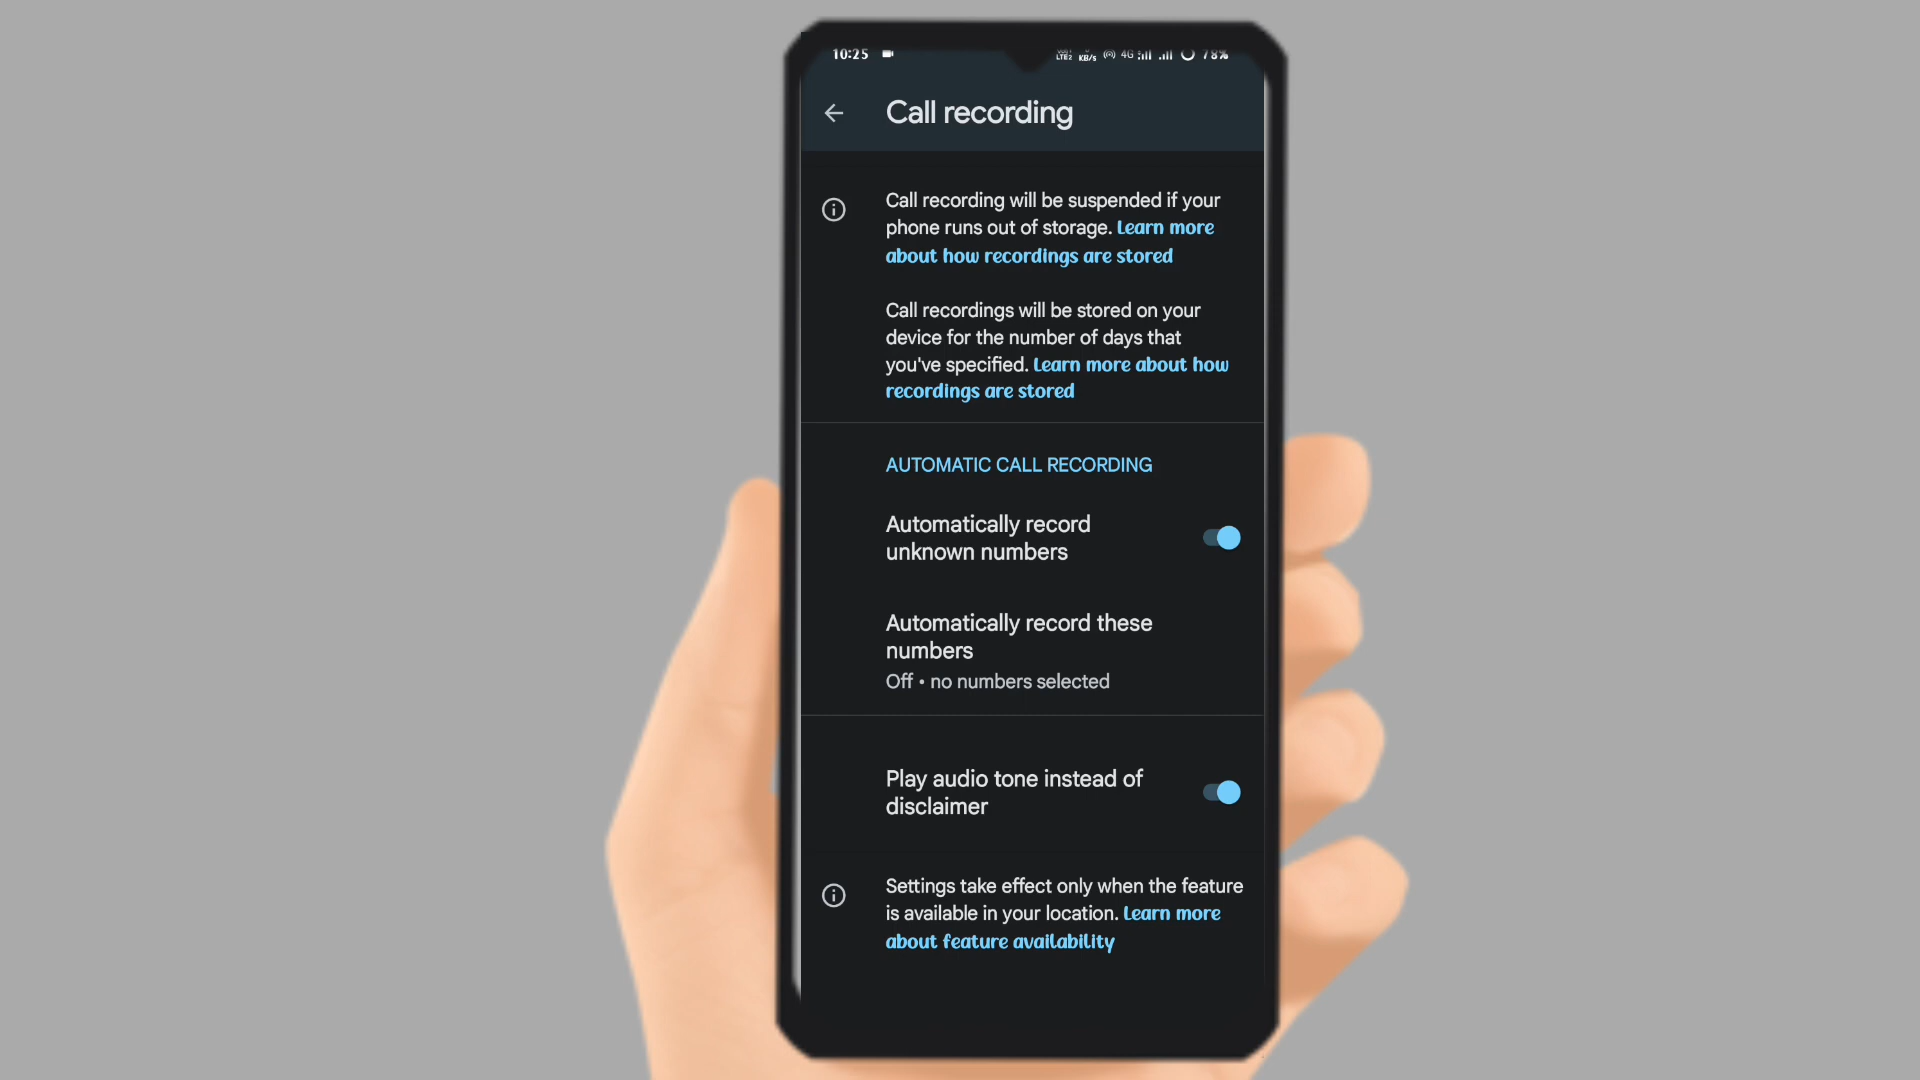 10:25
LTE2 KB/s 4G 78%
Call recording
Call recording will be suspended if your
phone runs out of storage. Learn more
about how recordings are stored
Call recordings will be stored on your
device for the number of days that
you've specified. Learn more about how
recordings are stored
AUTOMATIC CALL RECORDING
Automatically record
unknown numbers
Automatically record these
numbers
Off • no numbers selected
Play audio tone instead of
disclaimer
Settings take effect only when the feature
is available in your location. Learn more
about feature availability